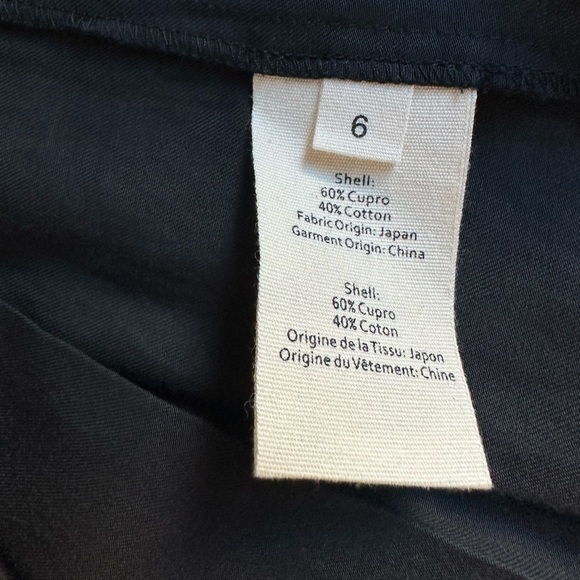 6
Shell:
60% Cupro
40% Cotton
Fabric Origin: Japan
Garment Origin: China
Shell:
60% Cupro
40% Coton
Origine de la Tissu: Japon
Origine du Vêtement: Chine